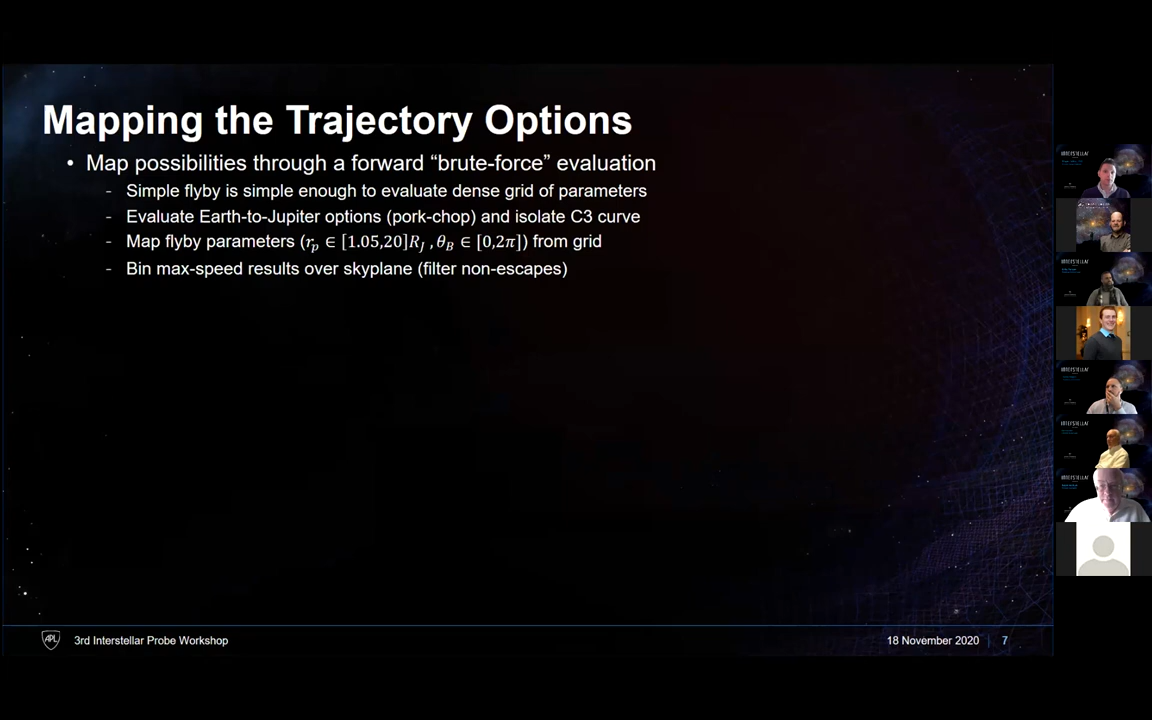 Mapping the Trajectory Options
• Map possibilities through a forward “brute-force” evaluation
- Simple flyby is simple enough to evaluate dense grid of parameters
- Evaluate Earth-to-Jupiter options (pork-chop) and isolate C3 curve
- Map flyby parameters (r_p ∈ [1.05,20]R_J , θ_B ∈ [0,2π]) from grid
- Bin max-speed results over skyplane (filter non-escapes)
APL
3rd Interstellar Probe Workshop
18 November 2020 | 7